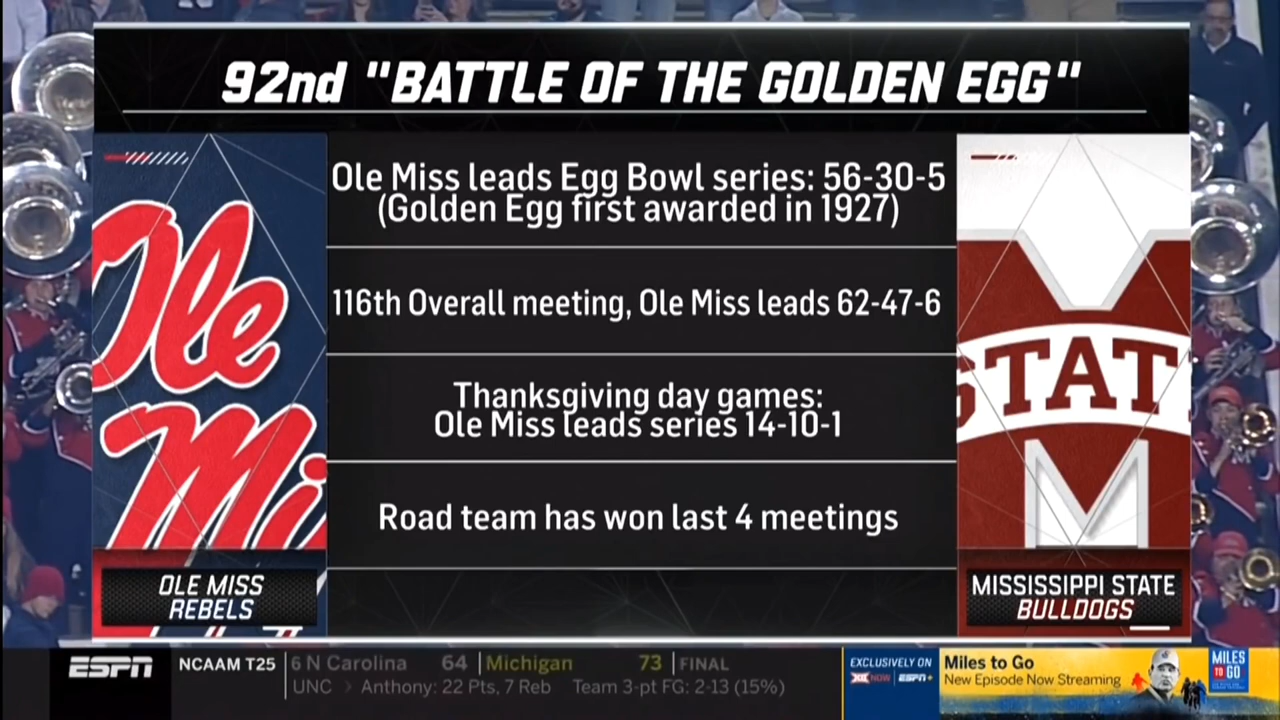 92nd "BATTLE OF THE GOLDEN EGG"
Ole Miss leads Egg Bowl series: 56-30-5
(Golden Egg first awarded in 1927)
116th Overall meeting, Ole Miss leads 62-47-6
Thanksgiving day games:
Ole Miss leads series 14-10-1
Road team has won last 4 meetings
Ole
Mi
STAT
M
OLE MISS
REBELS
MISSISSIPPI STATE
BULLDOGS
ESPN
NCAAM T25
6 N Carolina 64 Michigan 73 FINAL
UNC > Anthony: 22 Pts, 7 Reb Team 3-pt FG: 2-13 (15%)
EXCLUSIVELY ON
NOW ESPN+
Miles to Go
New Episode Now Streaming
MILES
TO
GO